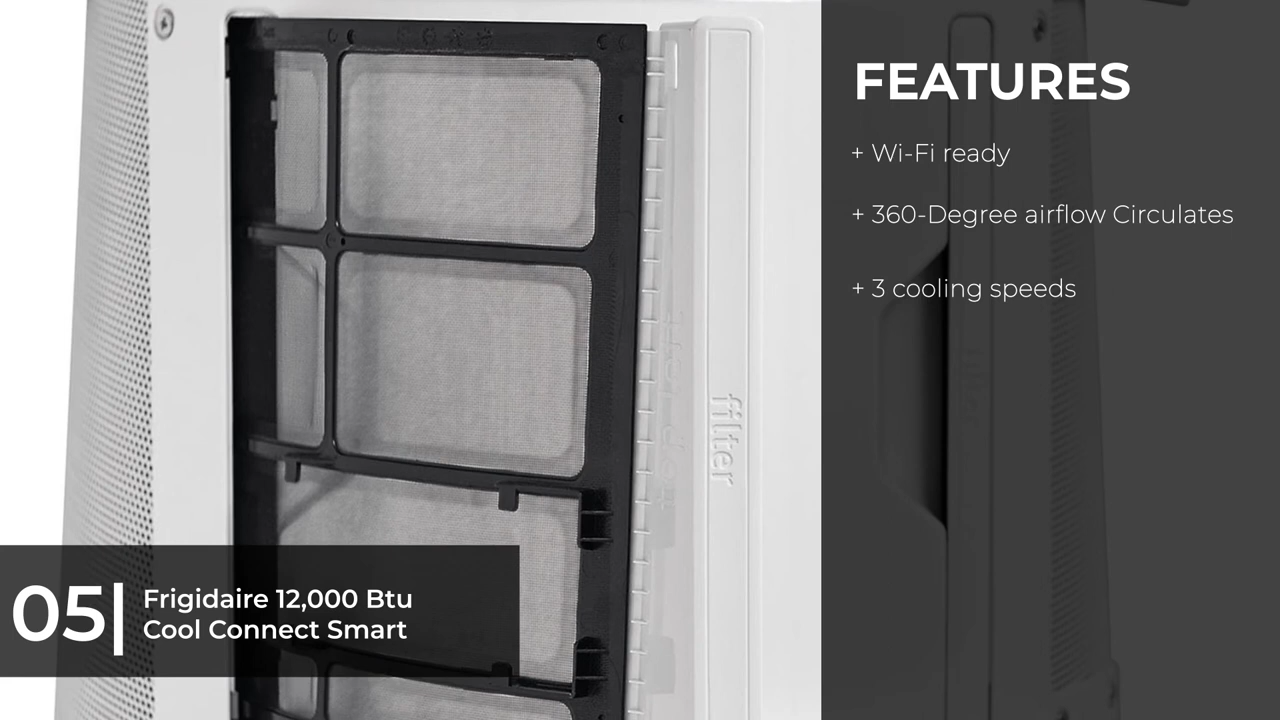 FEATURES
+ Wi-Fi ready
+ 360-Degree airflow Circulates
+ 3 cooling speeds
filter
05
Frigidaire 12,000 Btu
Cool Connect Smart